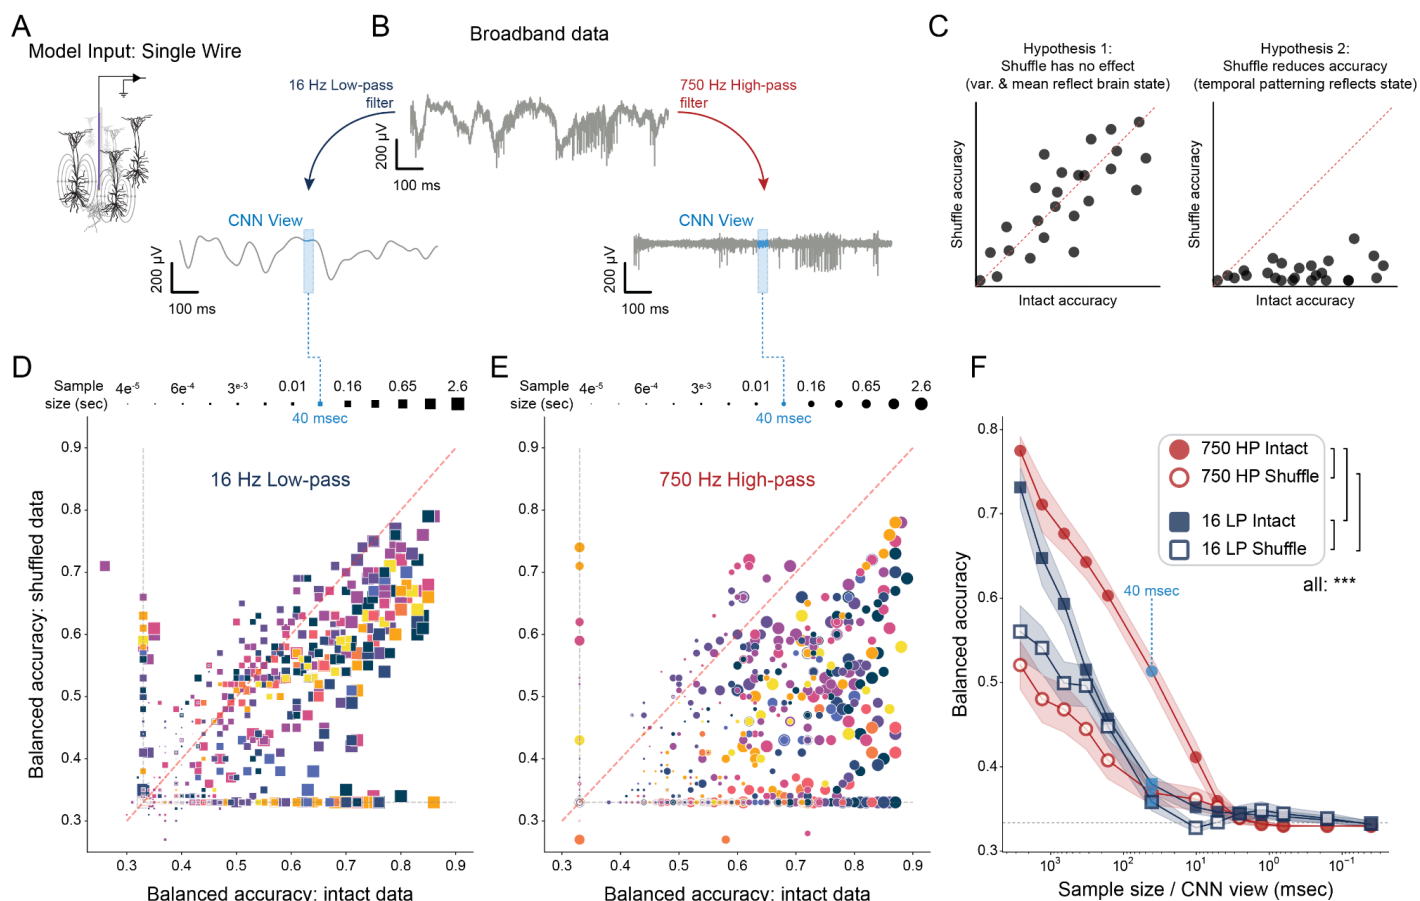 A
Model Input: Single Wire
B
Broadband data
16 Hz Low-pass
filter
750 Hz High-pass
filter
200 µV
100 ms
CNN View
200 µV
100 ms
CNN View
200 µV
100 ms
C
Hypothesis 1:
Shuffle has no effect
(var. & mean reflect brain state)
Shuffle accuracy
Intact accuracy
Hypothesis 2:
Shuffle reduces accuracy
(temporal patterning reflects state)
Shuffle accuracy
Intact accuracy
D
Sample
size (sec)
4e-5 6e-4 3e-3 0.01 0.16 0.65 2.6
40 msec
16 Hz Low-pass
Balanced accuracy: shuffled data
0.9
0.8
0.7
0.6
0.5
0.4
0.3
0.3 0.4 0.5 0.6 0.7 0.8 0.9
Balanced accuracy: intact data
E
Sample
size (sec)
4e-5 6e-4 3e-3 0.01 0.16 0.65 2.6
40 msec
750 Hz High-pass
0.9
0.8
0.7
0.6
0.5
0.4
0.3
0.3 0.4 0.5 0.6 0.7 0.8 0.9
Balanced accuracy: intact data
F
750 HP Intact
750 HP Shuffle
16 LP Intact
16 LP Shuffle
all: ***
40 msec
Balanced accuracy
0.8
0.7
0.6
0.5
0.4
0.3
10³ 10² 10¹ 10⁰ 10⁻¹
Sample size / CNN view (msec)